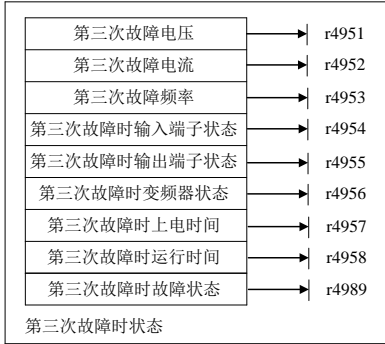 第三次故障电压 r4951
第三次故障电流 r4952
第三次故障频率 r4953
第三次故障时输入端子状态 r4954
第三次故障时输出端子状态 r4955
第三次故障时变频器状态 r4956
第三次故障时上电时间 r4957
第三次故障时运行时间 r4958
第三次故障时故障状态 r4989
第三次故障时状态